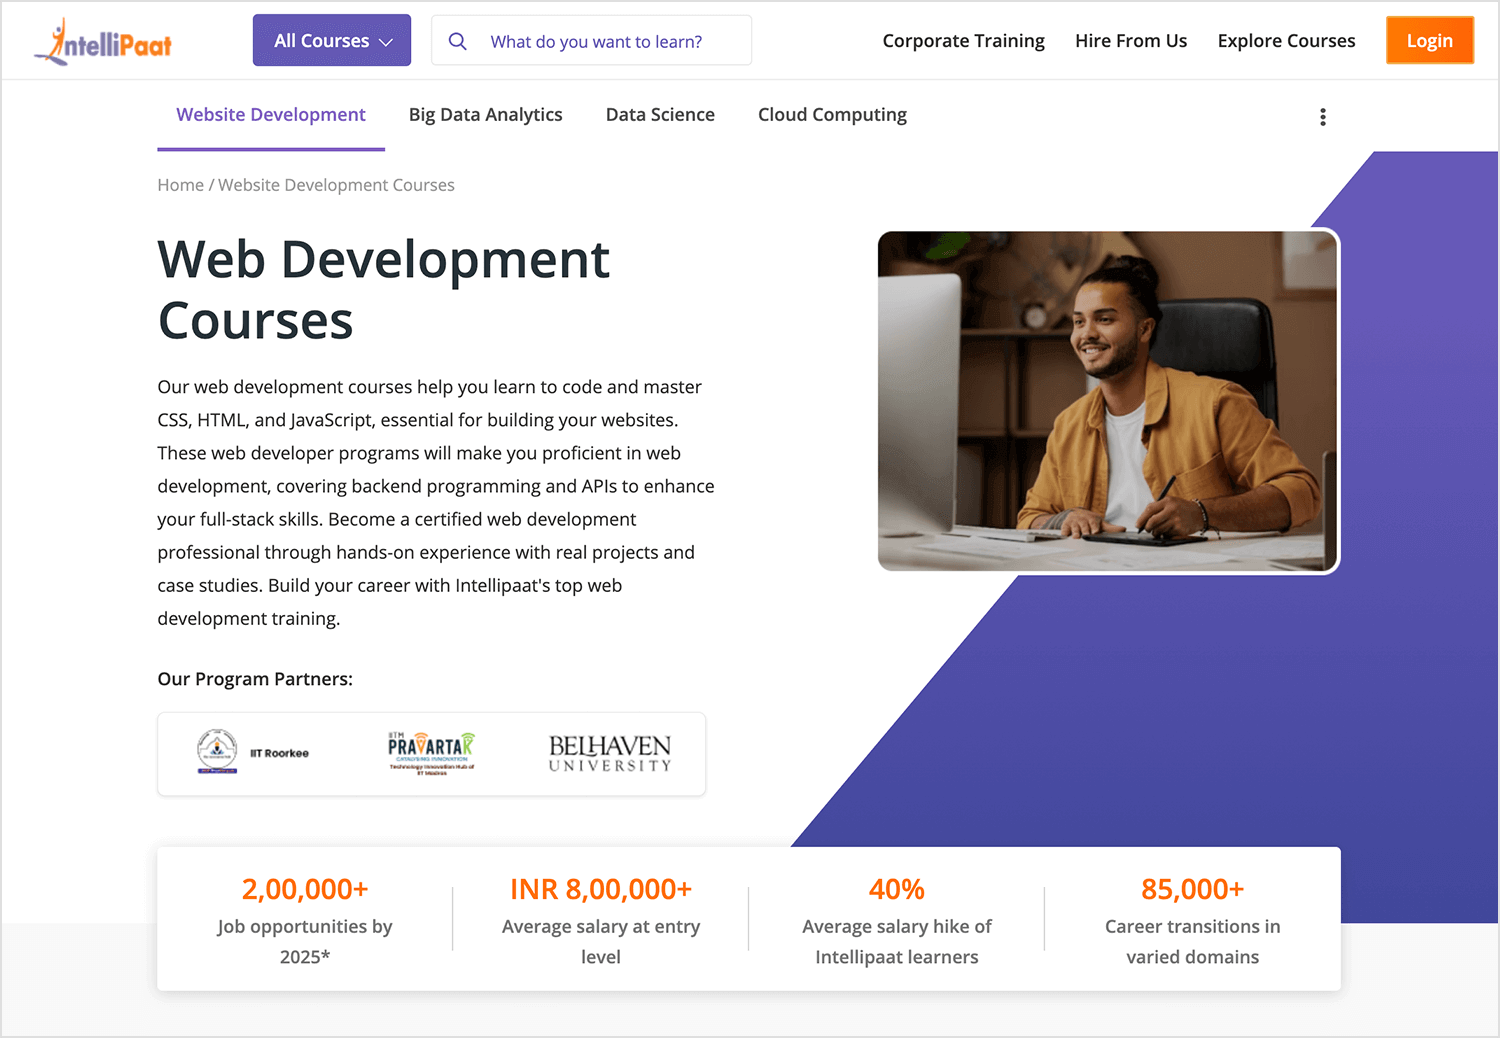 IntelliPaat
All Courses
What do you want to learn?
Corporate Training
Hire From Us
Explore Courses
Login
Website Development
Big Data Analytics
Data Science
Cloud Computing
Home / Website Development Courses
Web Development
Courses
Our web development courses help you learn to code and master
CSS, HTML, and JavaScript, essential for building your websites.
These web developer programs will make you proficient in web
development, covering backend programming and APIs to enhance
your full-stack skills. Become a certified web development
professional through hands-on experience with real projects and
case studies. Build your career with Intellipaat's top web
development training.
Our Program Partners:
IIT Roorkee
IITM
PRAVARTAK
CATALYSING INNOVATION
Technology Innovation Hub of
IIT Madras
BELHAVEN
UNIVERSITY
2,00,000+
Job opportunities by
2025*
INR 8,00,000+
Average salary at entry
level
40%
Average salary hike of
Intellipaat learners
85,000+
Career transitions in
varied domains